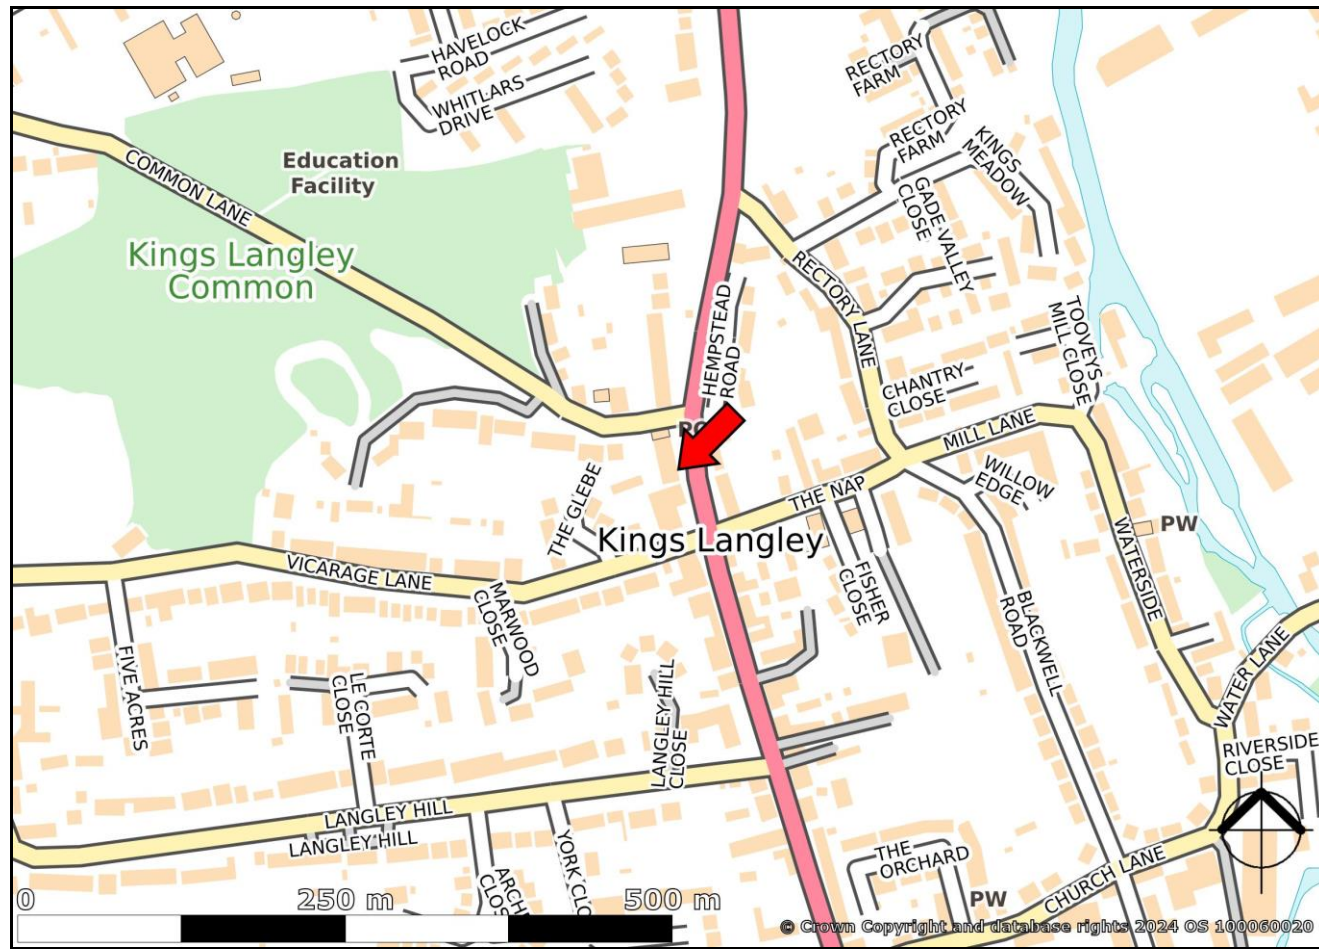 HAVELOCK
ROAD
WHITLARS
DRIVE
RECTORY
FARM
RECTORY
FARM
KINGS
MEADOW
COMMON LANE
Education
Facility
GADE VALLEY
CLOSE
Kings Langley
Common
RECTORY LANE
HEMPSTEAD
ROAD
TOOVEYS
MILL CLOSE
CHANTRY
CLOSE
MILL LANE
THE GLEBE
THE NAP
WILLOW
EDGE
PW
Kings Langley
VICARAGE LANE
MARWOOD
CLOSE
FISHER
CLOSE
BLACKWELL
ROAD
WATERSIDE
FIVE ACRES
LE CORTE
CLOSE
LANGLEY HILL
CLOSE
WATER LANE
RIVERSIDE
CLOSE
LANGLEY HILL
LANGLEY HILL
YORK CLO
ARCH
CLOS
THE
ORCHARD
CHURCH LANE
PW
0 250 m 500 m
© Crown Copyright and database rights 2024 OS 100060020